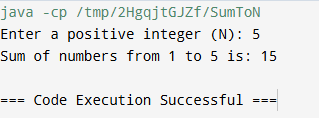 java -cp /tmp/2HgqjtGJZf/SumToN
Enter a positive integer (N): 5
Sum of numbers from 1 to 5 is: 15
=== Code Execution Successful ===